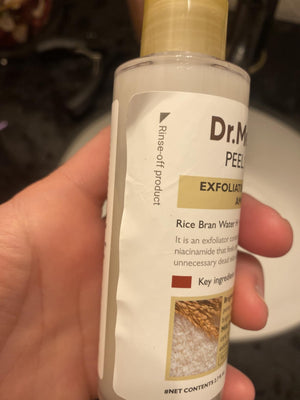 Rinse-off product
Dr.M
PEEL
EXFOLIAT
Rice Bran Water
It is an exfoliator
niacinamide that
unnecessary dead
Key ingredie
#NET CONTENTS